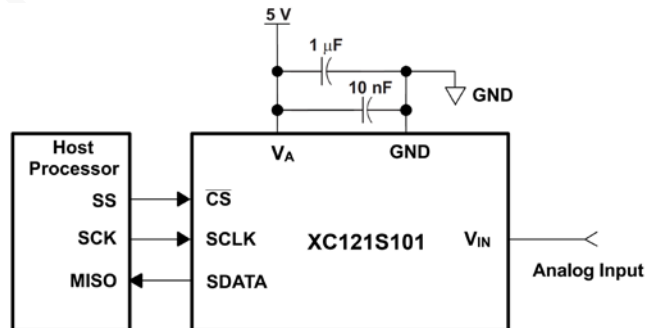 5 V
1 μF
10 nF
GND
Host
Processor
VA
GND
SS
CS
SCK
SCLK
XC121S101
VIN
MISO
SDATA
Analog Input